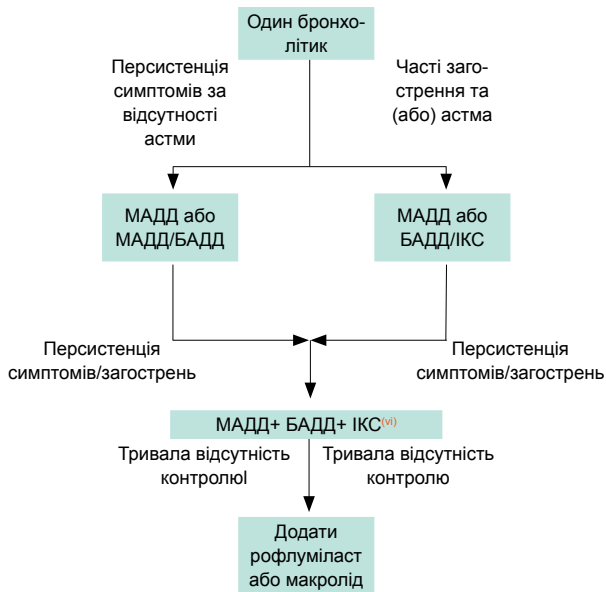 Один бронхо-
літик
Персистенція
симптомів за
відсутності
астми
Часті заго-
стрення та
(або) астма
МАДД або
МАДД/БАДД
МАДД або
БАДД/ІКС
Персистенція
симптомів/загострень
Персистенція
симптомів/загострень
МАДД+ БАДД+ ІКС(vi)
Тривала відсутність
контролюl
Тривала відсутність
контролю
Додати
рофлуміласт
або макролід